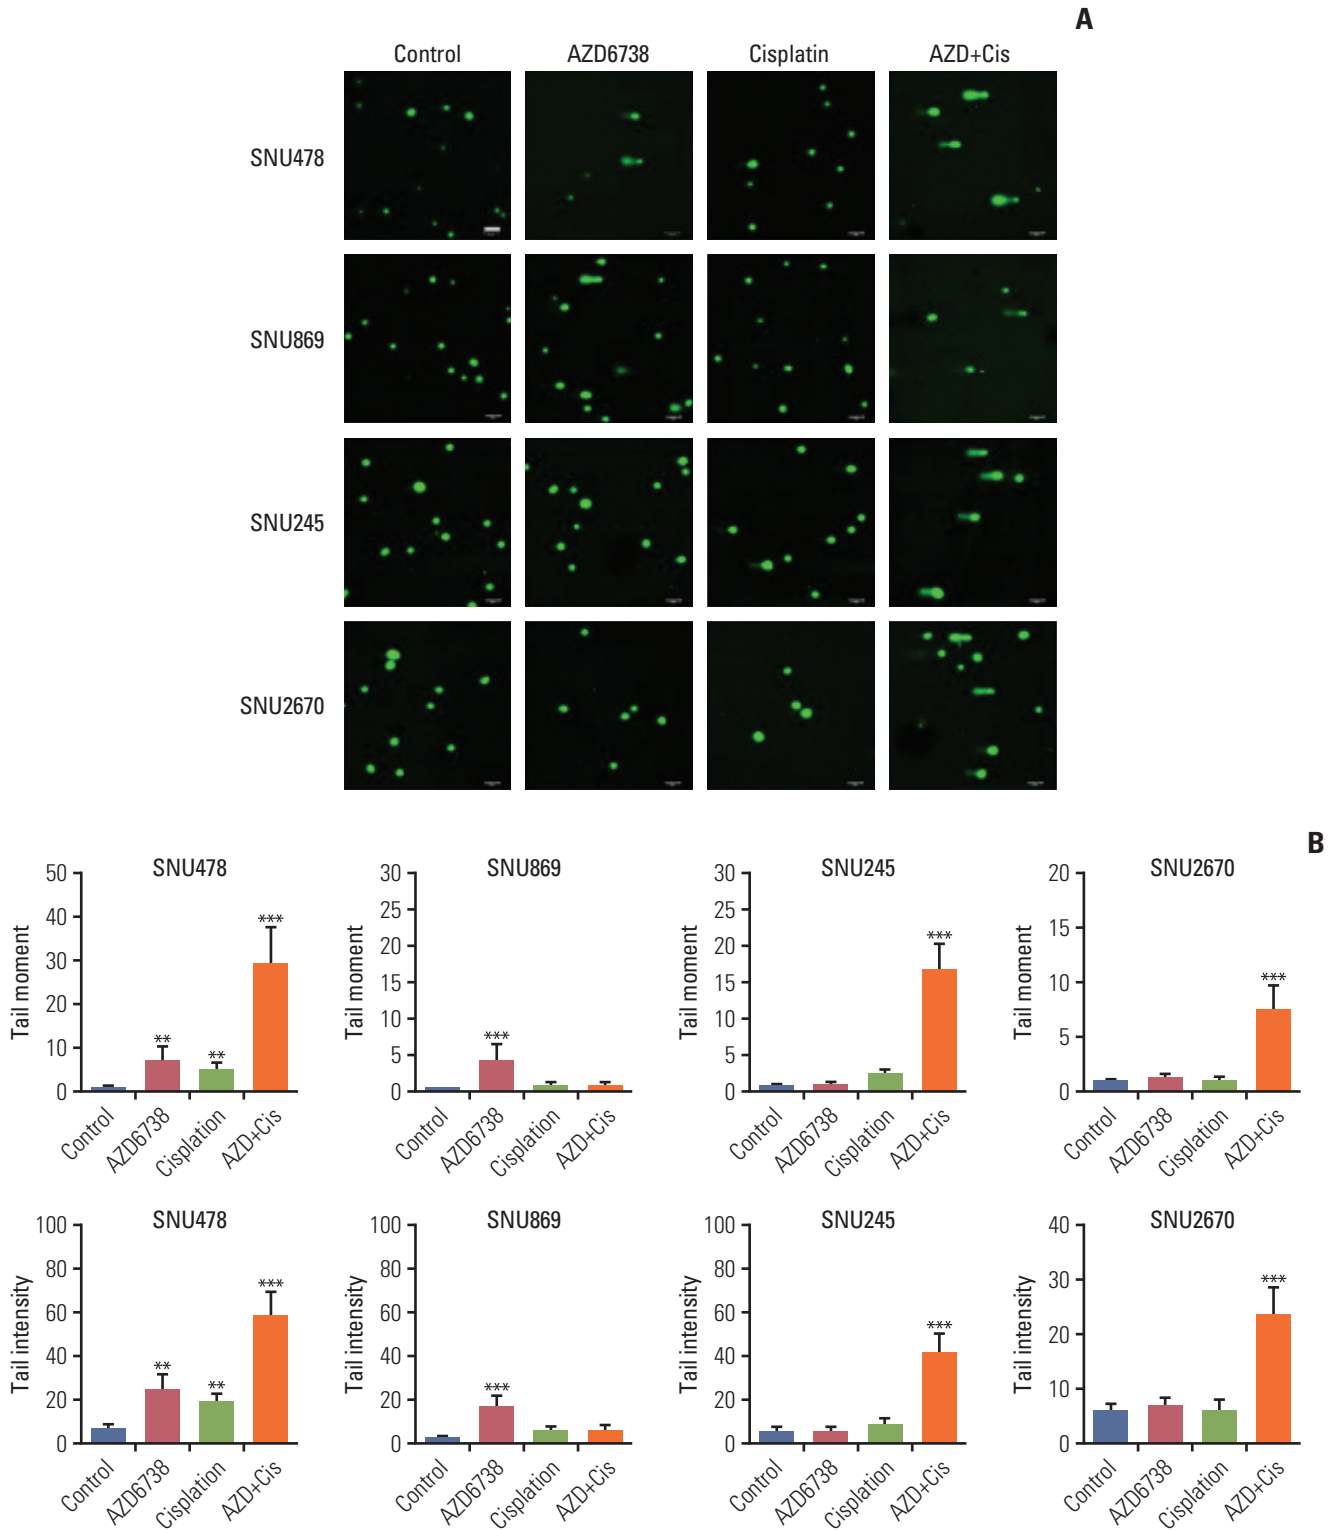 A
Control AZD6738 Cisplatin AZD+Cis
SNU478
SNU869
SNU245
SNU2670
B
SNU478
Tail moment
50
40
30
20
10
0
** ** ***
Control AZD6738 Cisplation AZD+Cis
SNU869
Tail moment
30
25
20
15
10
5
0
***
Control AZD6738 Cisplation AZD+Cis
SNU245
Tail moment
30
25
20
15
10
5
0
***
Control AZD6738 Cisplation AZD+Cis
SNU2670
Tail moment
20
15
10
5
0
***
Control AZD6738 Cisplation AZD+Cis
SNU478
Tail intensity
100
80
60
40
20
0
** ** ***
Control AZD6738 Cisplation AZD+Cis
SNU869
Tail intensity
100
80
60
40
20
0
***
Control AZD6738 Cisplation AZD+Cis
SNU245
Tail intensity
100
80
60
40
20
0
***
Control AZD6738 Cisplation AZD+Cis
SNU2670
Tail intensity
40
30
20
10
0
***
Control AZD6738 Cisplation AZD+Cis